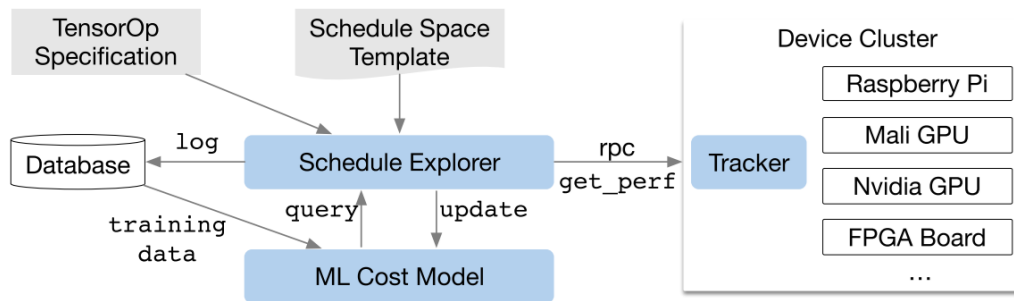 TensorOp
Specification
Schedule Space
Template
Device Cluster
Raspberry Pi
Mali GPU
Nvidia GPU
FPGA Board
...
Tracker
Database
log
Schedule Explorer
rpc
get_perf
training
data
query
update
ML Cost Model